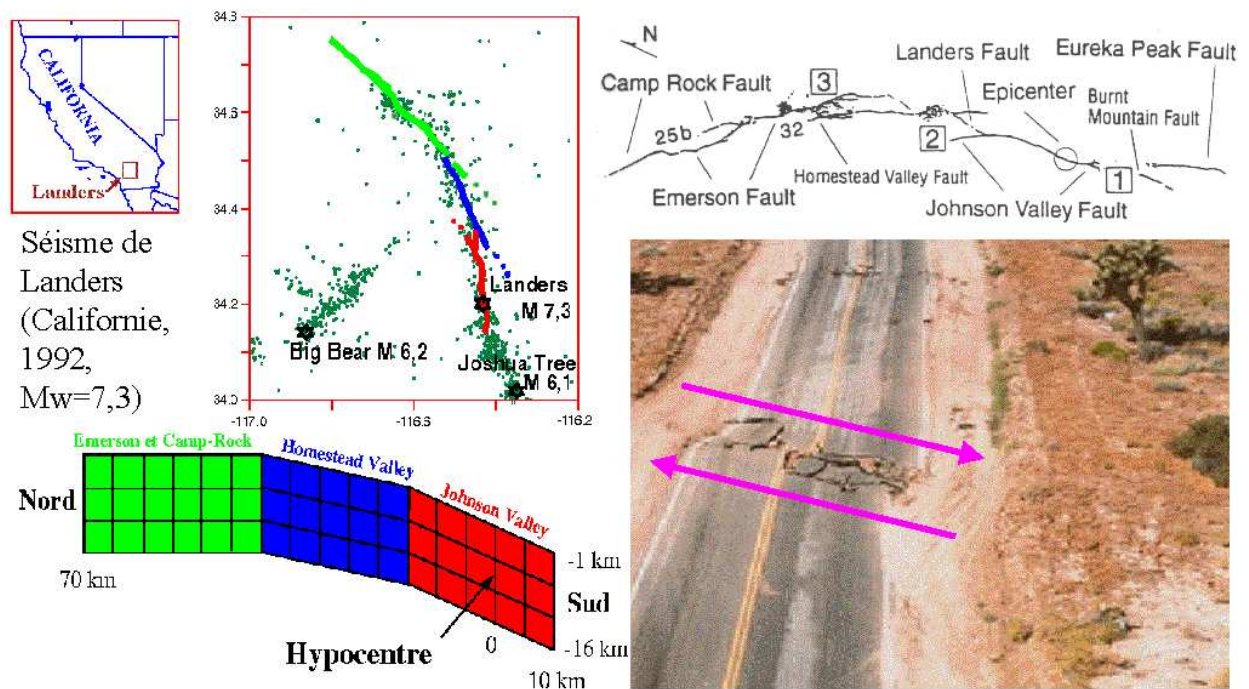 CALIFORNIA
Landers
Séisme de
Landers
(Californie,
1992,
Mw=7,3)
34.3
34.3
34.4
34.2
34.0
-117.0
-116.5
-116.2
Landers
M 7,3
Big Bear M 6,2
Joshua Tree
M 6,1
N
Camp Rock Fault
3
Landers Fault
Eureka Peak Fault
Epicenter
Burnt
Mountain Fault
25b
32
2
1
Emerson Fault
Homestead Valley Fault
Johnson Valley Fault
Emerson et Camp-Rock
Homestead Valley
Johnson Valley
Nord
70 km
-1 km
Sud
-16 km
Hypocentre
0
10 km